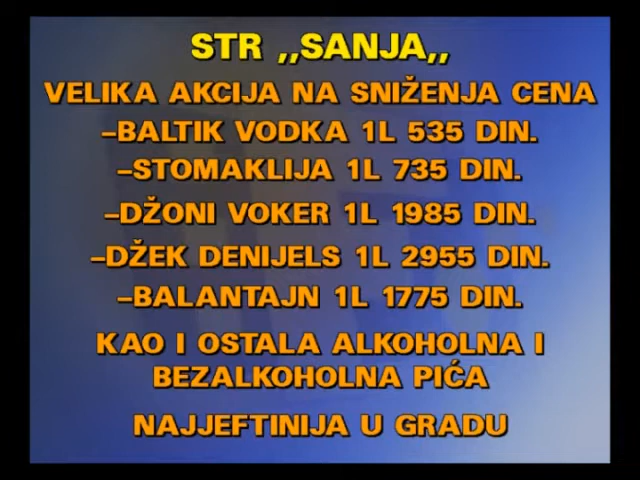 STR ,,SANJA,,
VELIKA AKCIJA NA SNIŽENJA CENA
–BALTIK VODKA 1L 535 DIN.
–STOMAKLIJA 1L 735 DIN.
–DŽONI VOKER 1L 1985 DIN.
–DŽEK DENIJELS 1L 2955 DIN.
–BALANTAJN 1L 1775 DIN.
KAO I OSTALA ALKOHOLNA I
BEZALKOHOLNA PIĆA
NAJJEFTINIJA U GRADU